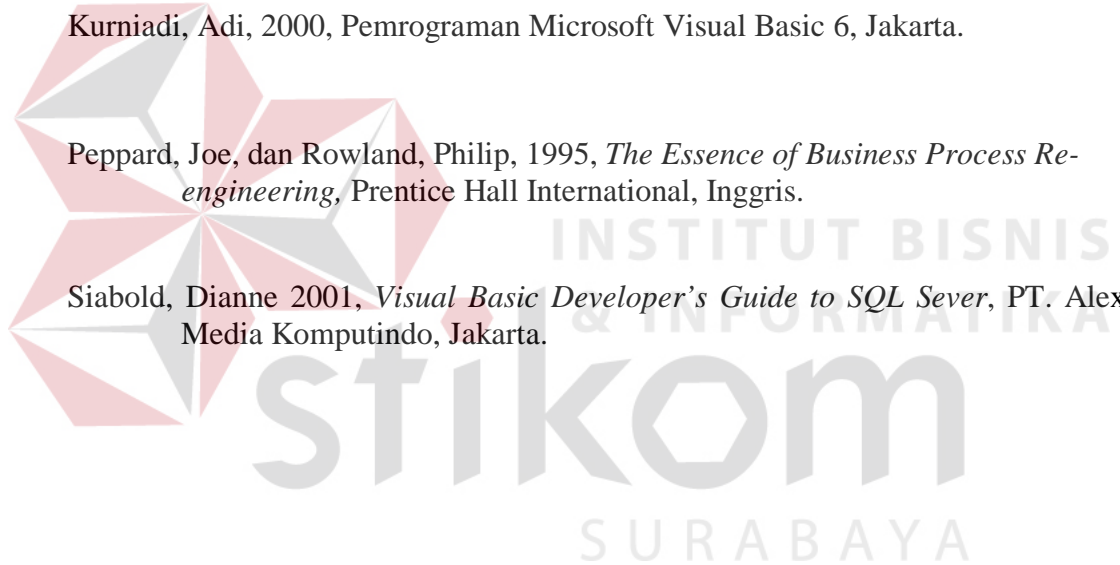 Kurniadi, Adi, 2000, Pemrograman Microsoft Visual Basic 6, Jakarta.
Peppard, Joe, dan Rowland, Philip, 1995, The Essence of Business Process Re-
engineering, Prentice Hall International, Inggris.
INSTITUT BISNIS
Siabold, Dianne 2001, Visual Basic Developer's Guide to SQL Sever, PT. Alex
& INFORMATIKA
Media Komputindo, Jakarta.
stikom
SURABAYA